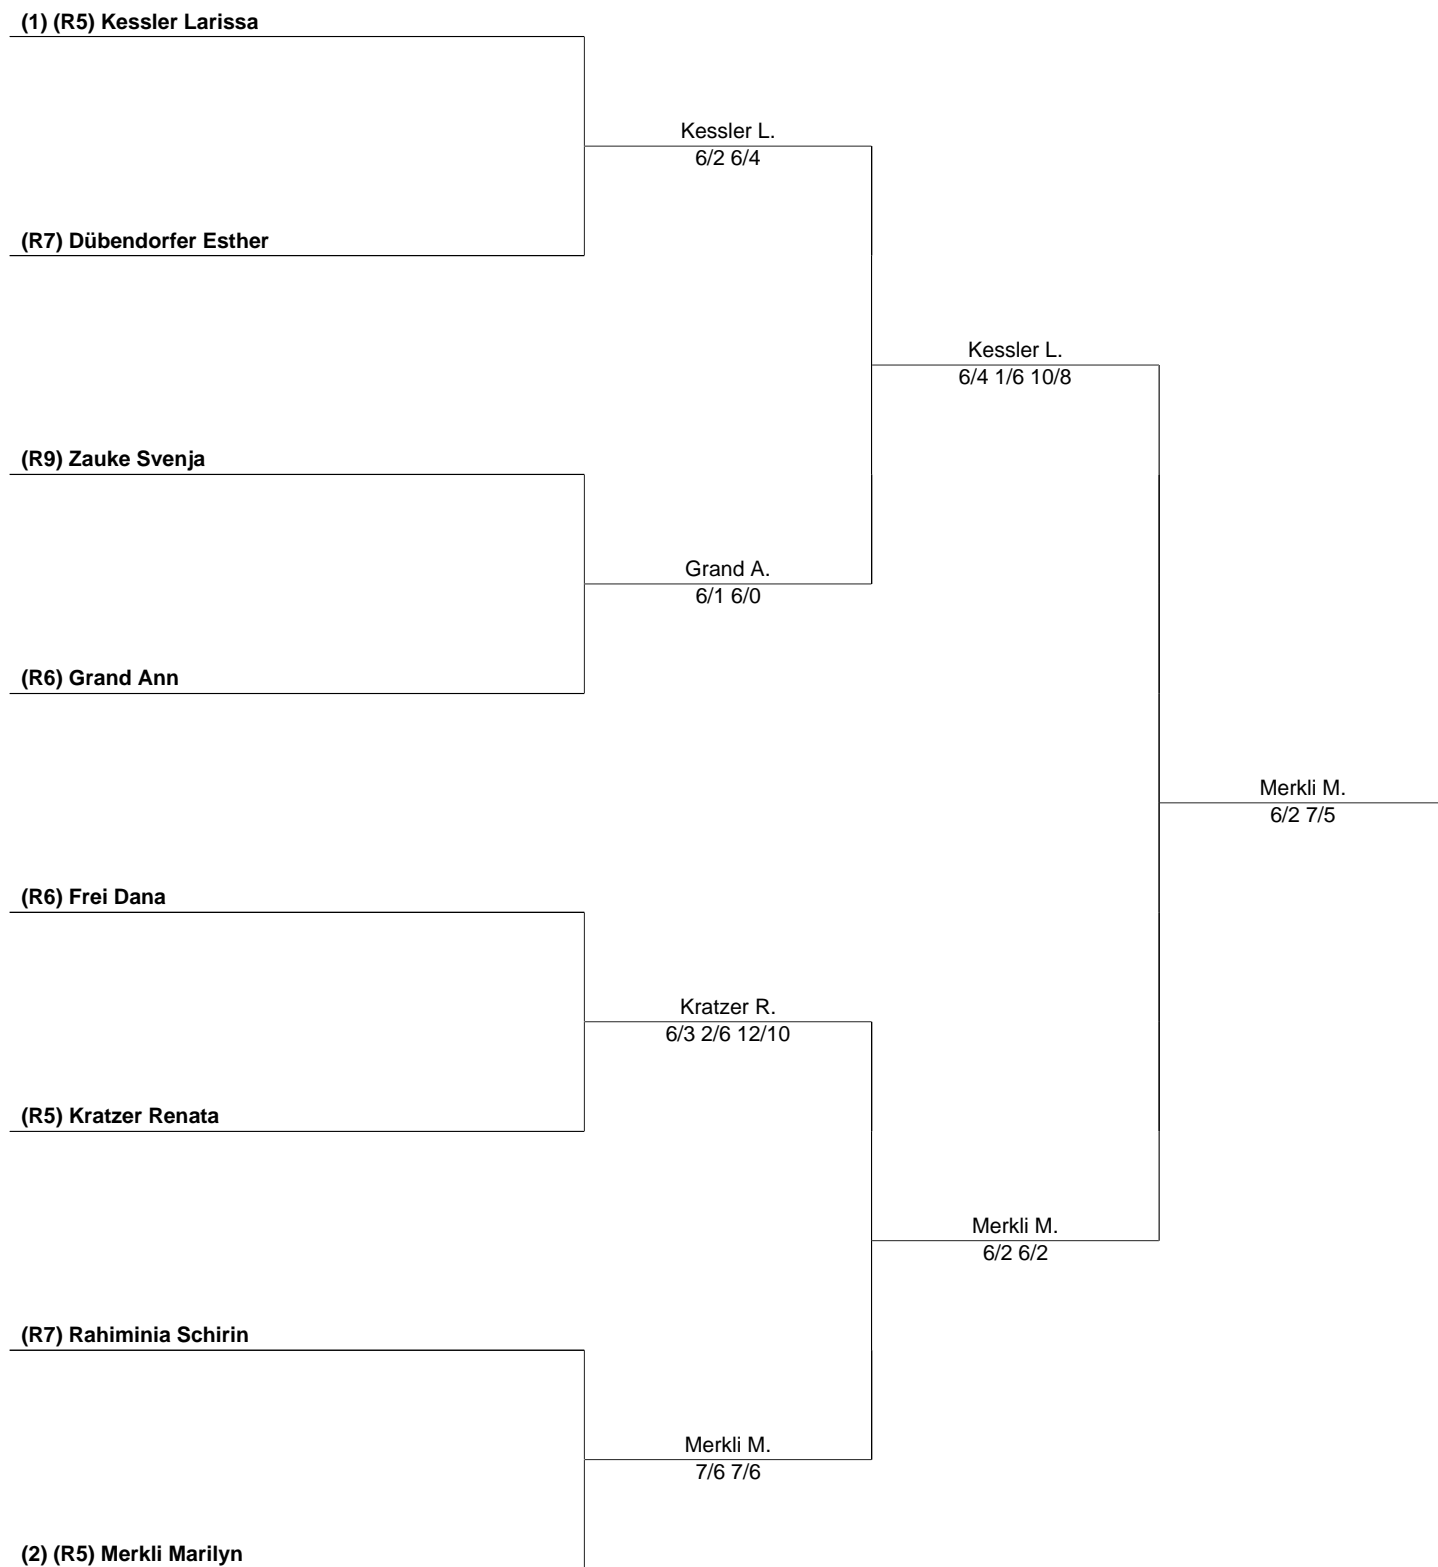 (1) (R5) Kessler Larissa
Kessler L.
6/2 6/4
(R7) Dübendorfer Esther
Kessler L.
6/4 1/6 10/8
(R9) Zauke Svenja
Grand A.
6/1 6/0
(R6) Grand Ann
Merkli M.
6/2 7/5
(R6) Frei Dana
Kratzer R.
6/3 2/6 12/10
(R5) Kratzer Renata
Merkli M.
6/2 6/2
(R7) Rahiminia Schirin
Merkli M.
7/6 7/6
(2) (R5) Merkli Marilyn